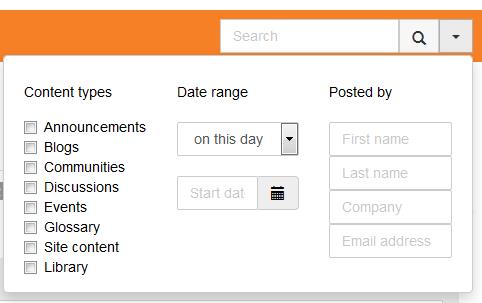 Search
Content types
Announcements
Blogs
Communities
Discussions
Events
Glossary
Site content
Library
Date range
on this day
Start dat
Posted by
First name
Last name
Company
Email address